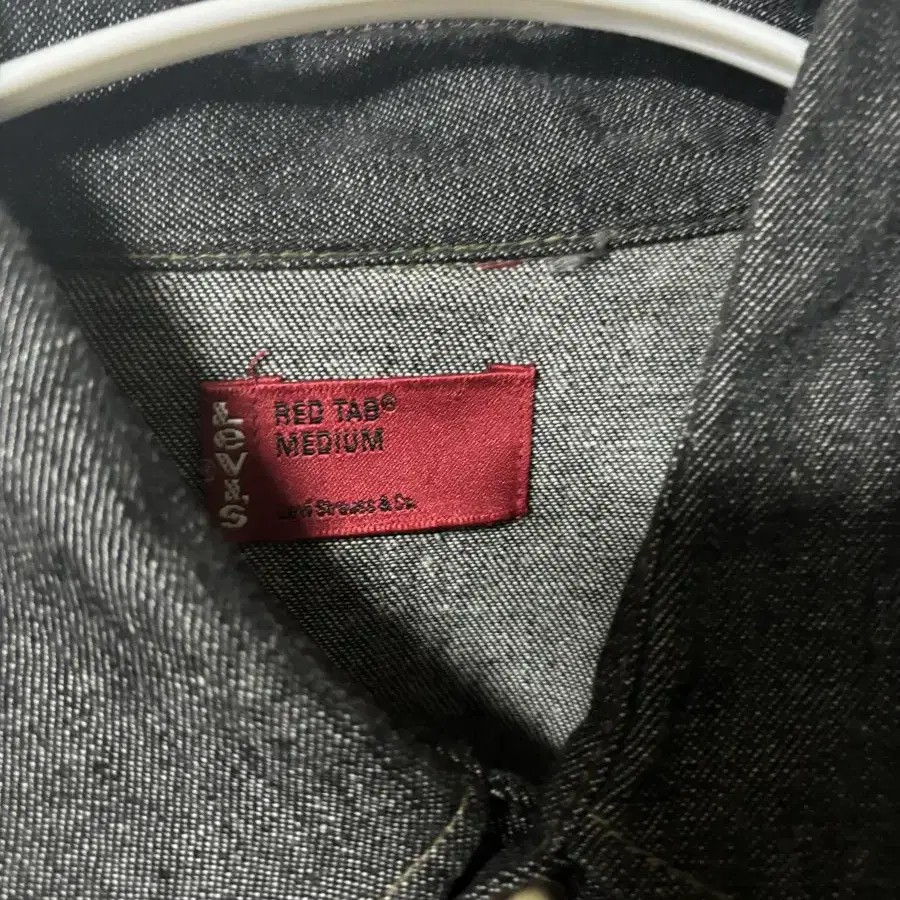 LEVI'S
RED TAB®
MEDIUM
Levi Strauss & Co.